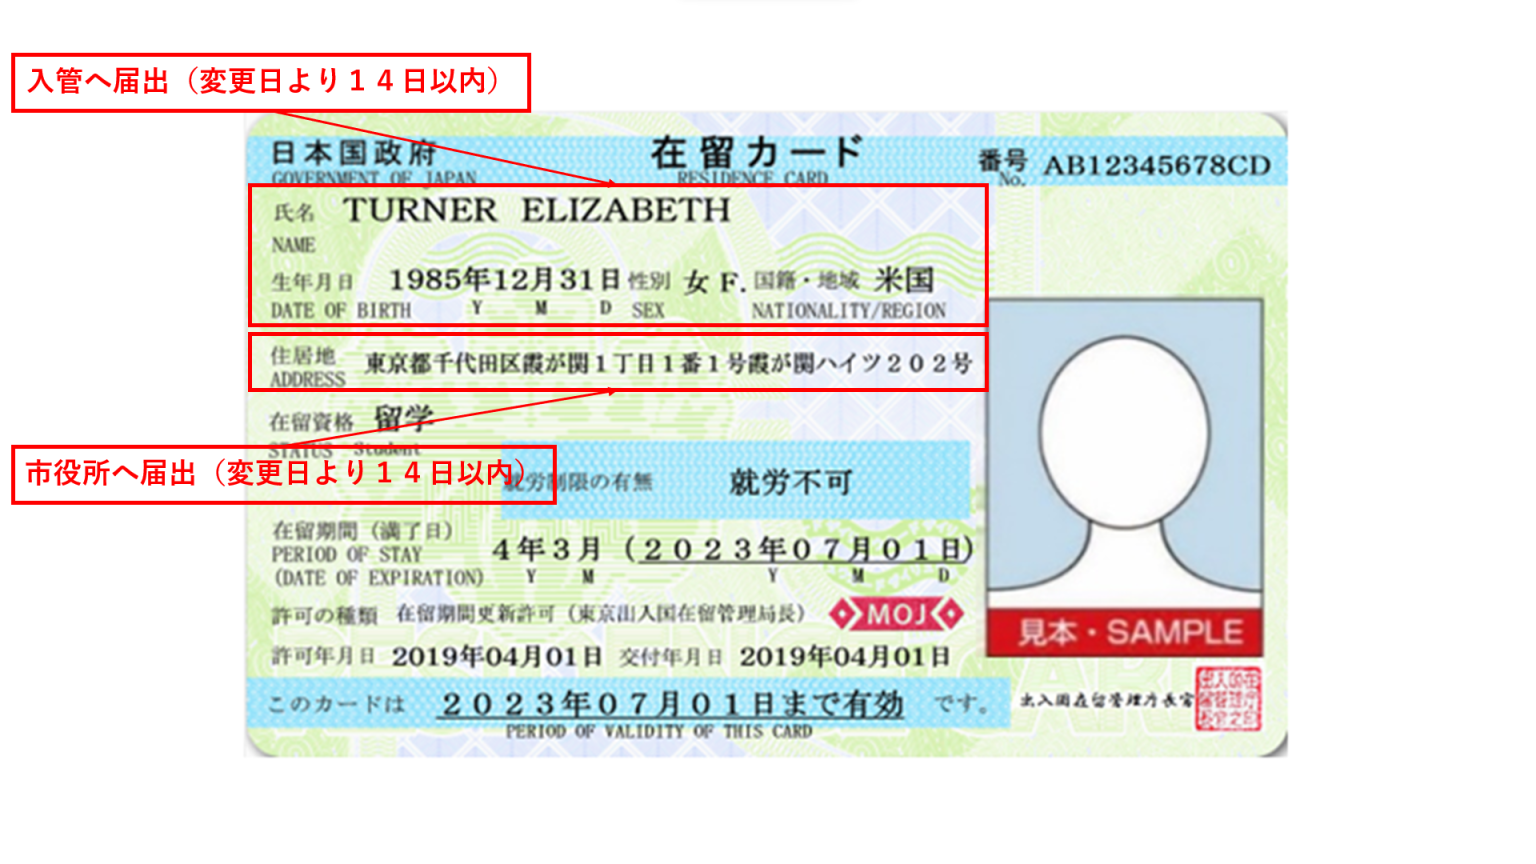 入管へ届出（変更日より１４日以内）
日本国政府 在留カード 番号 AB12345678CD
GOVERNMENT OF JAPAN RESIDENCE CARD No.
氏名 TURNER ELIZABETH
NAME
生年月日 1985年12月31日 性別 女 F. 国籍・地域 米国
DATE OF BIRTH Y M D SEX NATIONALITY/REGION
住居地 東京都千代田区霞が関１丁目１番１号霞が関ハイツ２０２号
ADDRESS
在留資格 留学
STATUS Student
市役所へ届出（変更日より１４日以内）
就労制限の有無 就労不可
在留期間（満了日）
PERIOD OF STAY
(DATE OF EXPIRATION)
４年３月（２０２３年０７月０１日）
Y M Y M D
許可の種類 在留期間更新許可（東京出入国在留管理局長）
MOJ
見本・SAMPLE
許可年月日 2019年04月01日 交付年月日 2019年04月01日
このカードは ２０２３年０７月０１日まで有効 です。
PERIOD OF VALIDITY OF THIS CARD
出入国在留管理庁長官